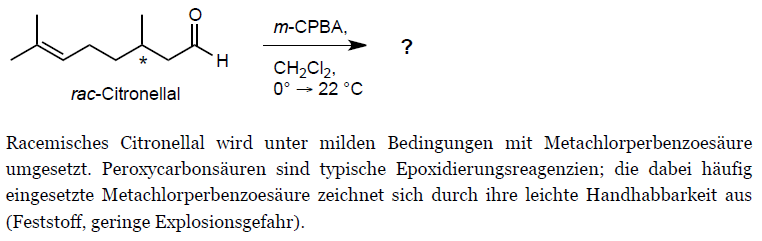 O
H
*
rac-Citronellal
m-CPBA,
CH2Cl2,
0° → 22 °C
?
Racemisches Citronellal wird unter milden Bedingungen mit Metachlorperbenzoesäure
umgesetzt. Peroxycarbonsäuren sind typische Epoxidierungsreagenzien; die dabei häufig
eingesetzte Metachlorperbenzoesäure zeichnet sich durch ihre leichte Handhabbarkeit aus
(Feststoff, geringe Explosionsgefahr).